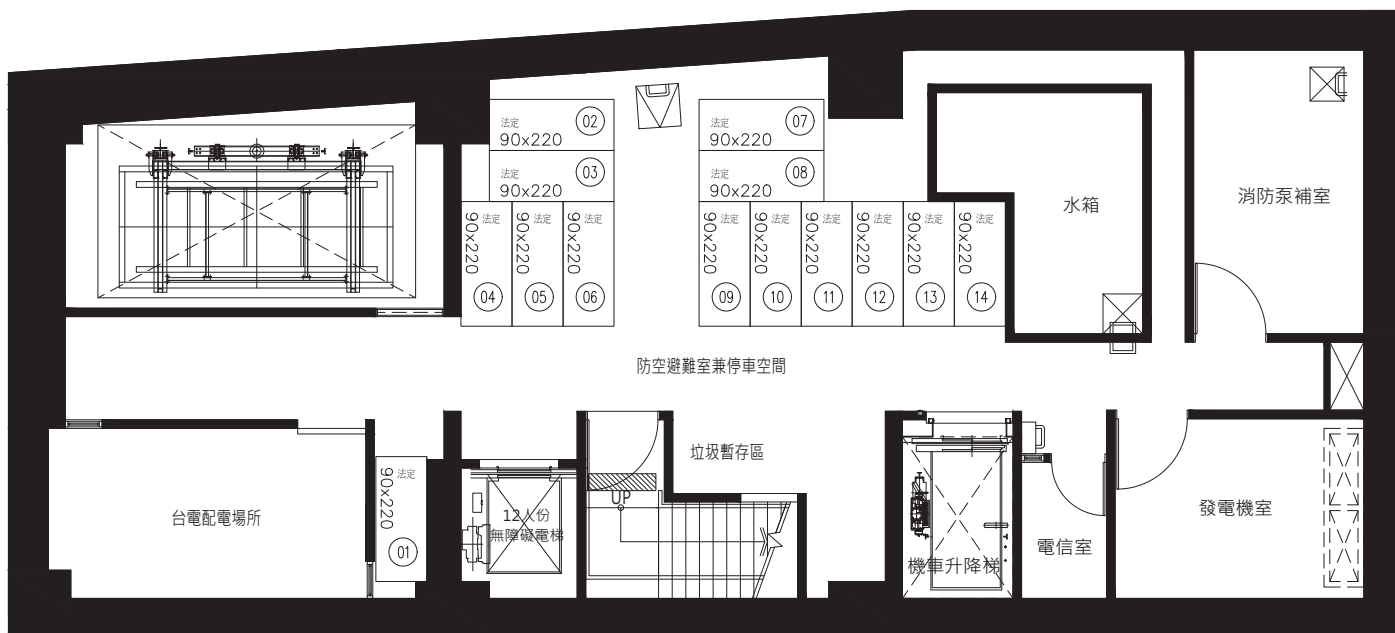 法定
90x220
02
法定
90x220
07
法定
90x220
03
法定
90x220
08
法定
90x220
04
法定
90x220
05
法定
90x220
06
法定
90x220
09
法定
90x220
10
法定
90x220
11
法定
90x220
12
法定
90x220
13
法定
90x220
14
水箱
消防泵補室
防空避難室兼停車空間
垃圾暫存區
法定
90x220
01
台電配電場所
12人份
無障礙電梯
UP
機車升降梯
電信室
發電機室